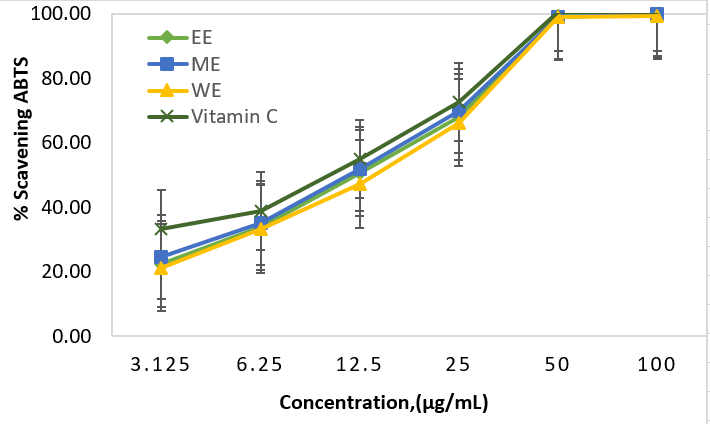 100.00
80.00
60.00
40.00
20.00
0.00
% Scavening ABTS
EE
ME
WE
Vitamin C
3.125 6.25 12.5 25 50 100
Concentration,(µg/mL)